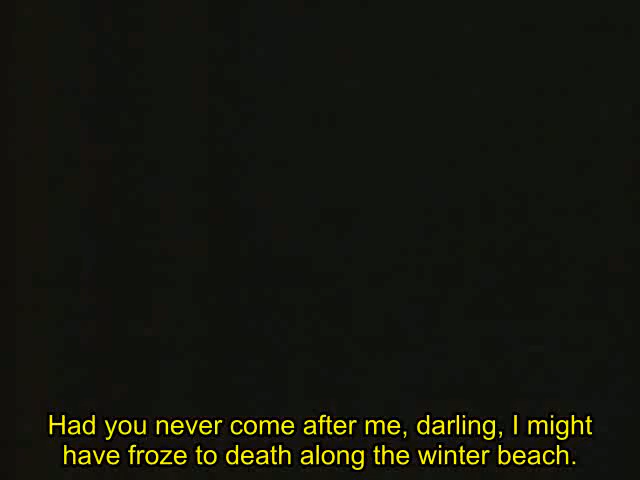 Had you never come after me, darling, I might
have froze to death along the winter beach.